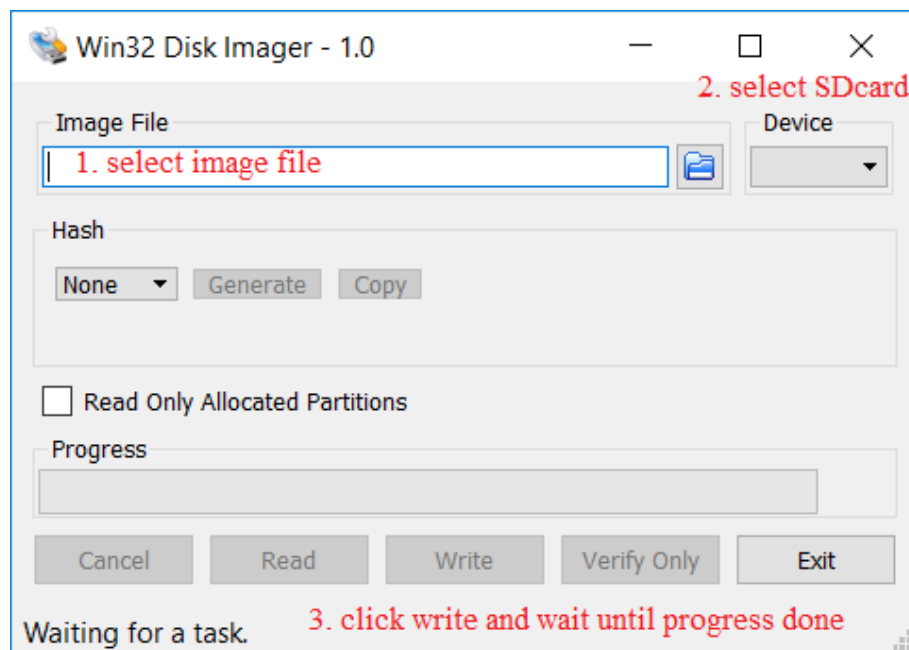 Win32 Disk Imager - 1.0
2. select SDcard
Image File
Device
1. select image file
Hash
None
Generate
Copy
Read Only Allocated Partitions
Progress
Cancel
Read
Write
Verify Only
Exit
Waiting for a task.
3. click write and wait until progress done